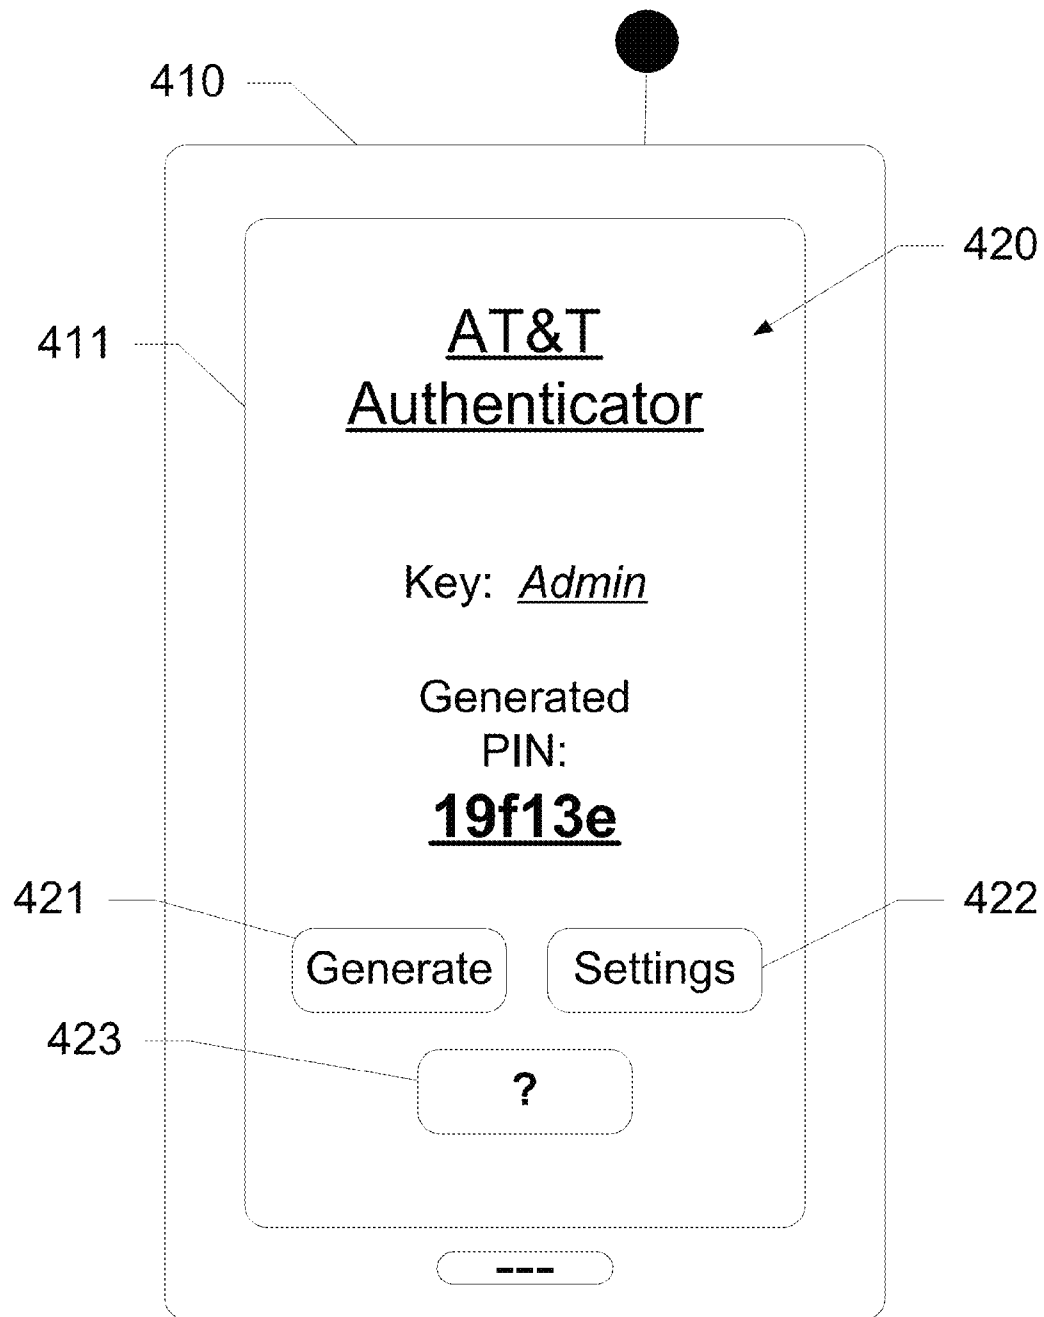 410
420
411
AT&T
Authenticator
Key: Admin
Generated
PIN:
19f13e
421
422
Generate
Settings
423
?
---